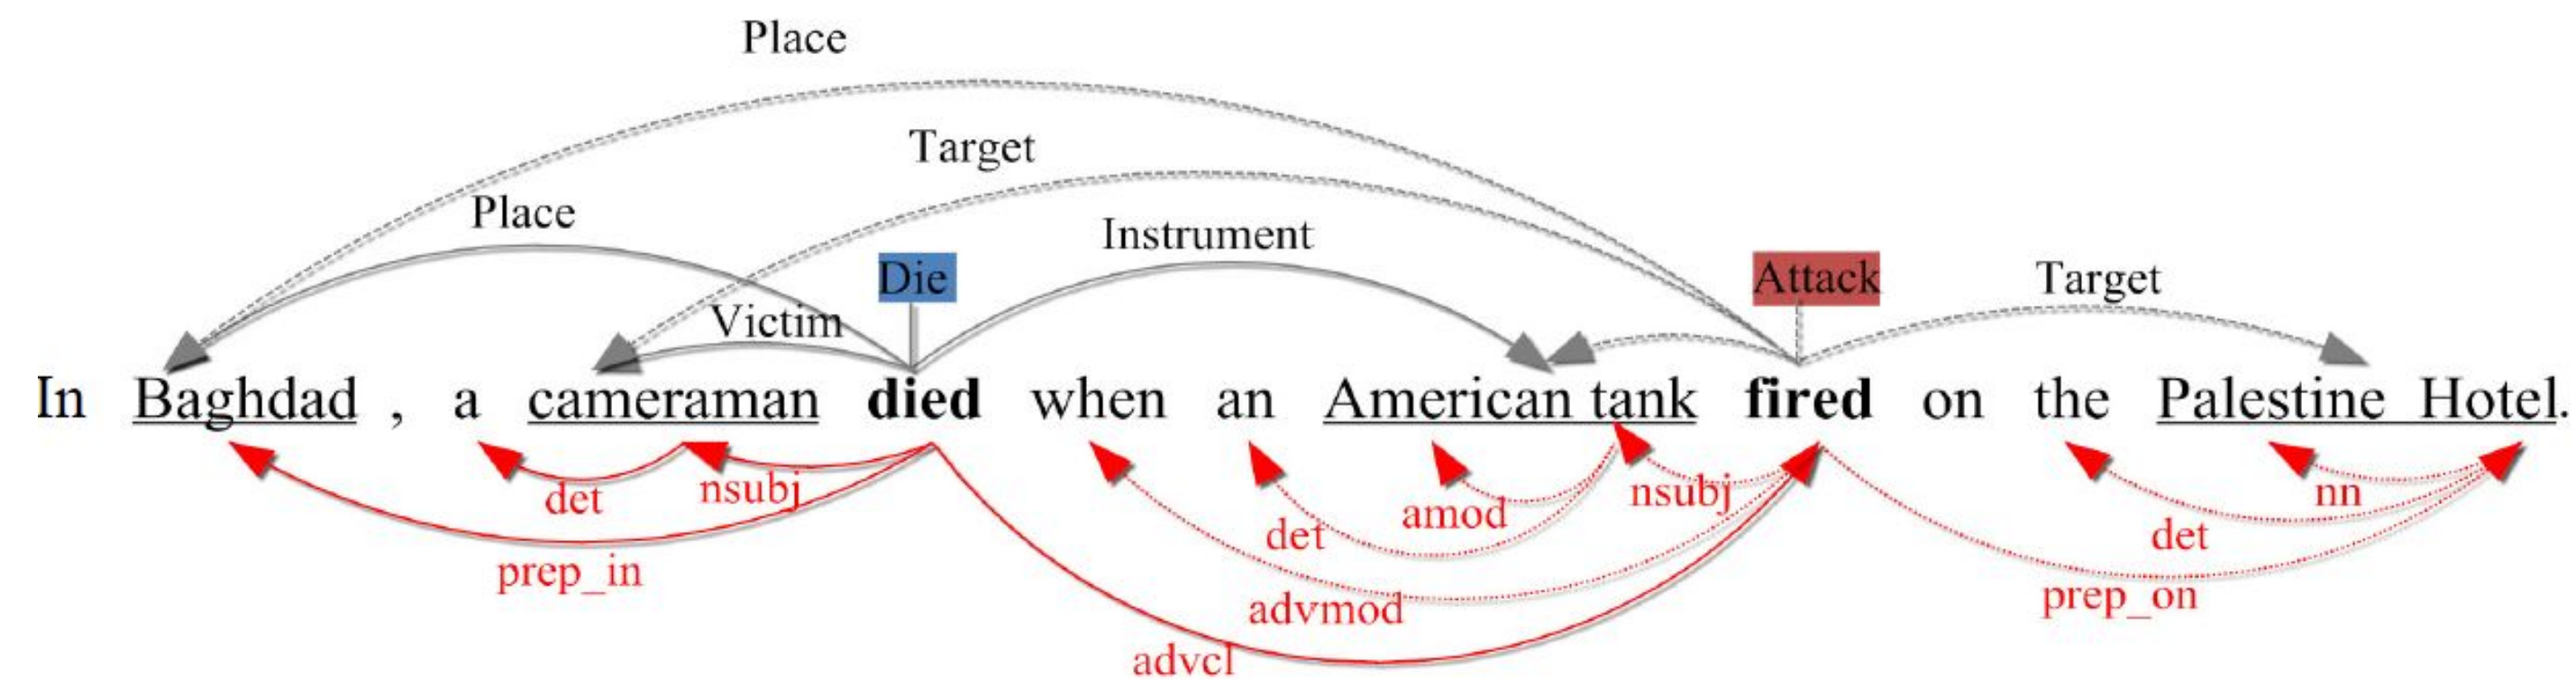 Place
Target
Place
Instrument
Die
Attack
Target
Victim
In Baghdad , a cameraman died when an American tank fired on the Palestine Hotel.
det
nsubj
amod
nsubj
nn
det
det
prep_in
advmod
prep_on
advcl